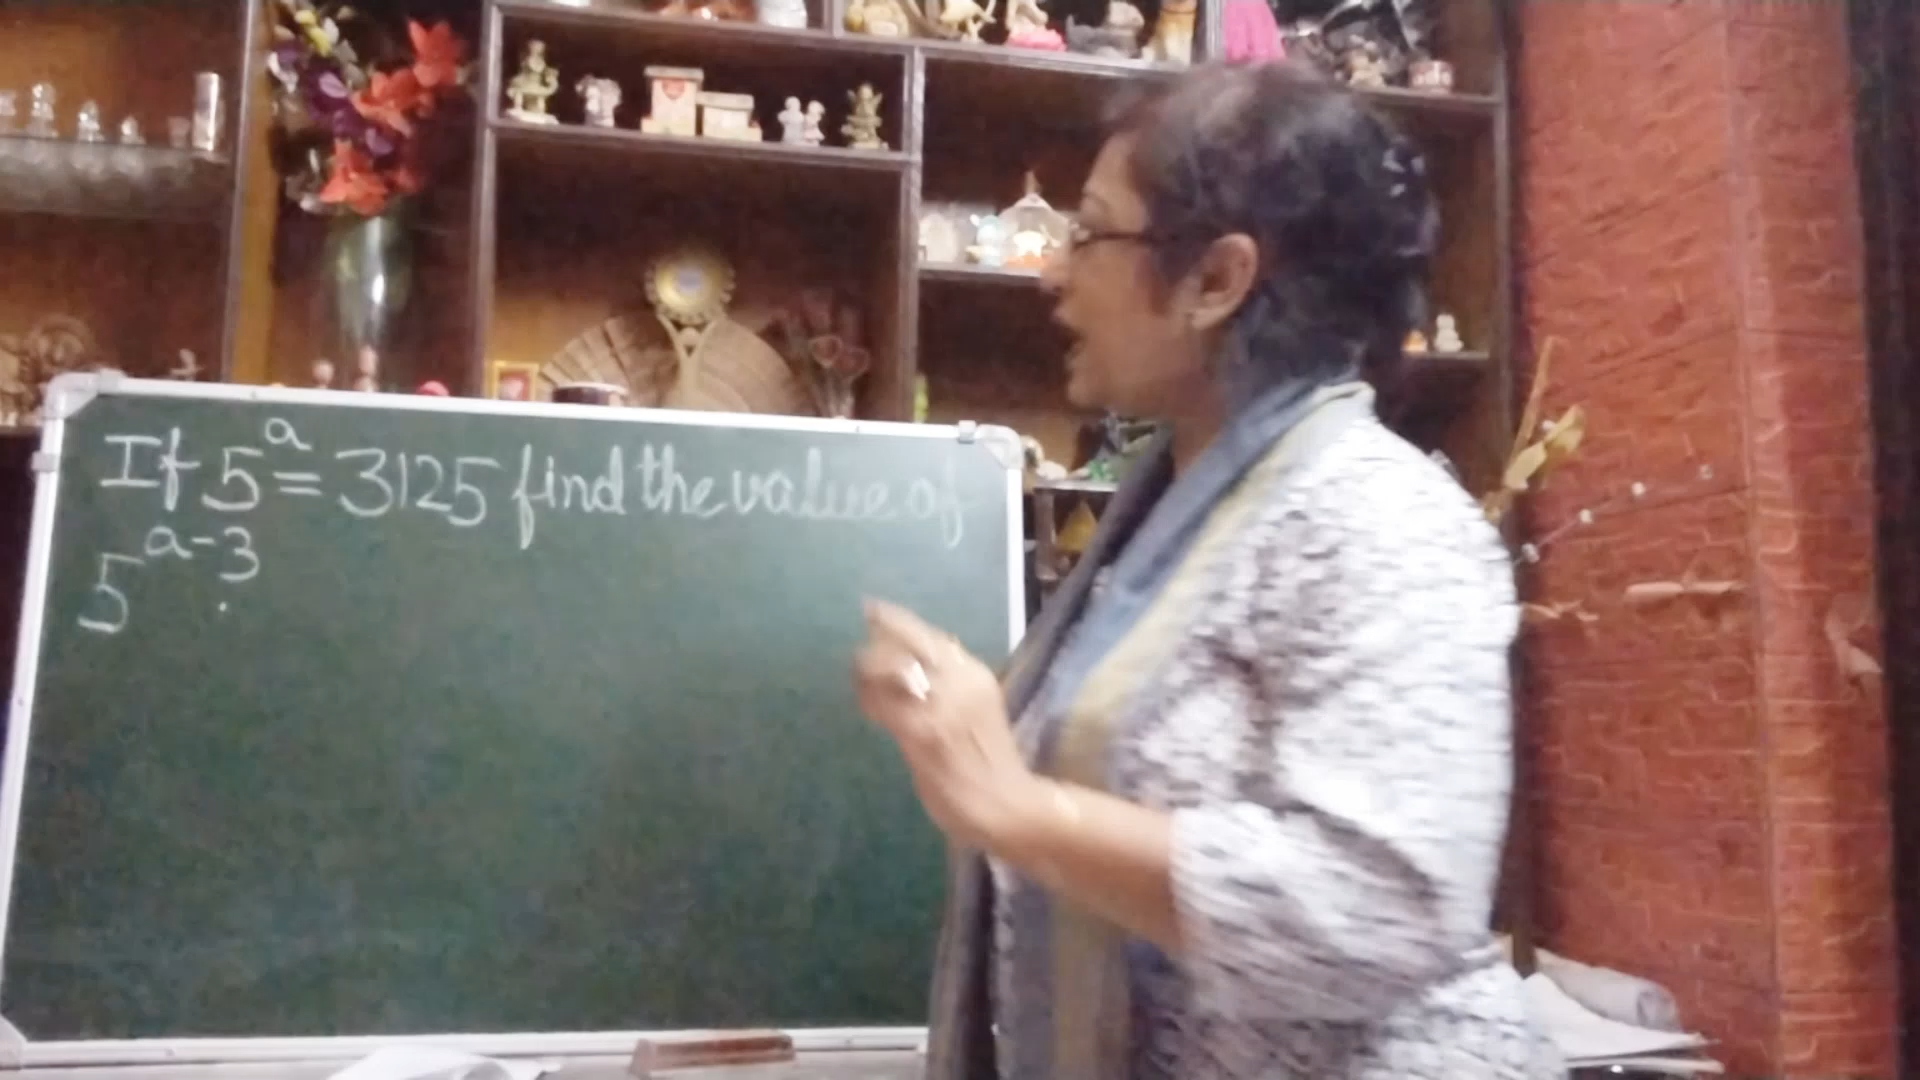 If 5^a = 3125 find the value of
5^a-3